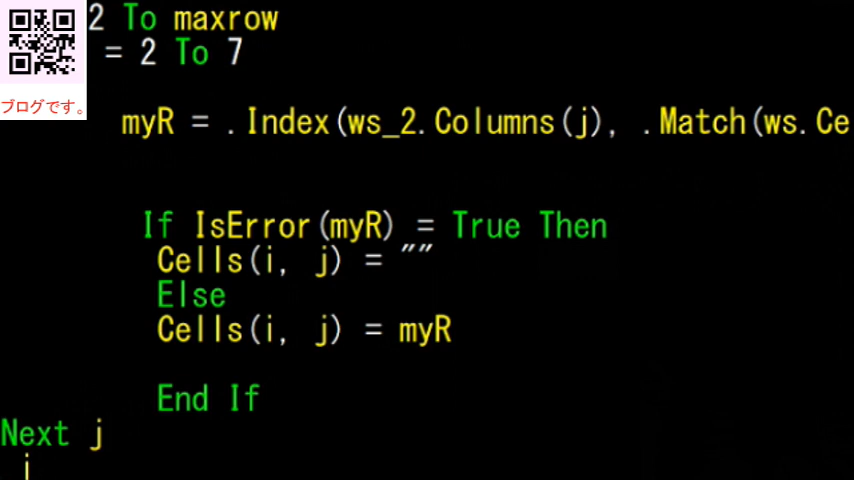 2 To maxrow
= 2 To 7
ブログです。
myR = .Index(ws_2.Columns(j), .Match(ws.Ce
If IsError(myR) = True Then
Cells(i, j) = ""
Else
Cells(i, j) = myR
End If
Next j
i